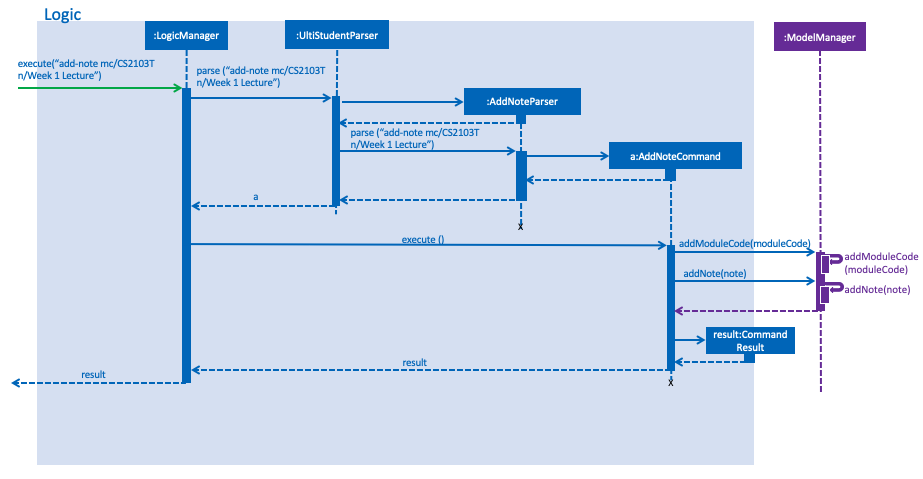 Logic
:LogicManager
:UltiStudentParser
:ModelManager
execute("add-note mc/CS2103T
n/Week 1 Lecture")
parse ("add-note mc/CS2103T
n/Week 1 Lecture")
:AddNoteParser
parse ("add-note mc/CS2103T
n/Week 1 Lecture")
a:AddNoteCommand
a
x
execute ()
addModuleCode(moduleCode)
addModuleCode
(moduleCode)
addNote(note)
addNote(note)
result:Command
Result
result
result
x